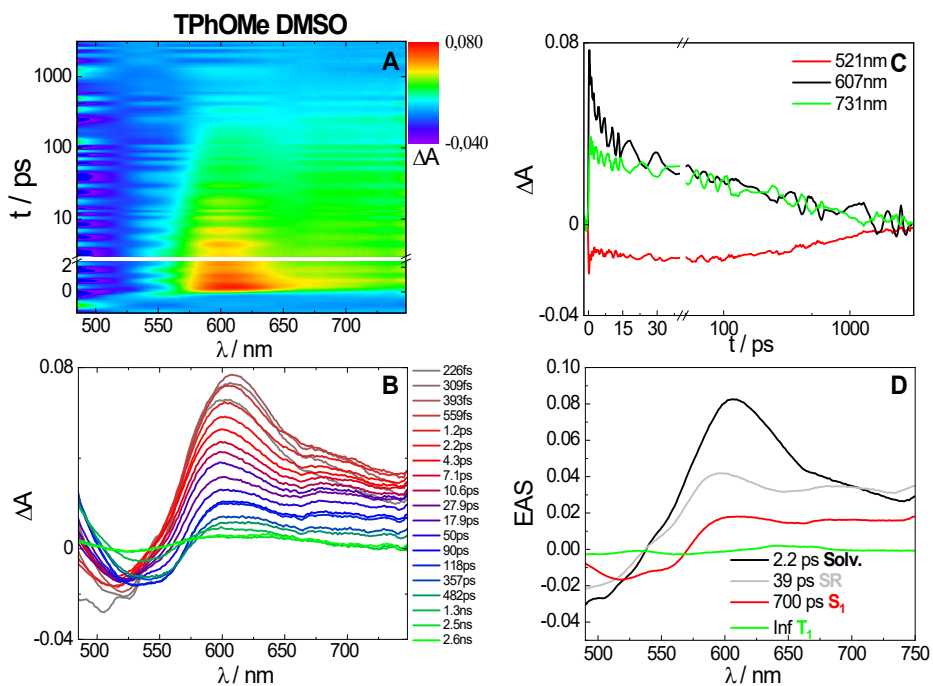 TPhOMe DMSO
A
0,080
-0,040
ΔA
1000
100
10
2
0
t / ps
500 550 600 650 700
λ / nm
C
521nm
607nm
731nm
0.08
0
-0.04
ΔA
0 15 30 100 1000
t / ps
B
0.08
0
-0.04
ΔA
500 550 600 650 700
λ / nm
226fs
309fs
393fs
559fs
1.2ps
2.2ps
4.3ps
7.1ps
10.6ps
27.9ps
17.9ps
50ps
90ps
118ps
357ps
482ps
1.3ns
2.5ns
2.6ns
D
0.10
0.08
0.06
0.04
0.02
0.00
-0.02
-0.04
EAS
2.2 ps Solv.
39 ps SR
700 ps S₁
Inf T₁
500 550 600 650 700 750
λ / nm